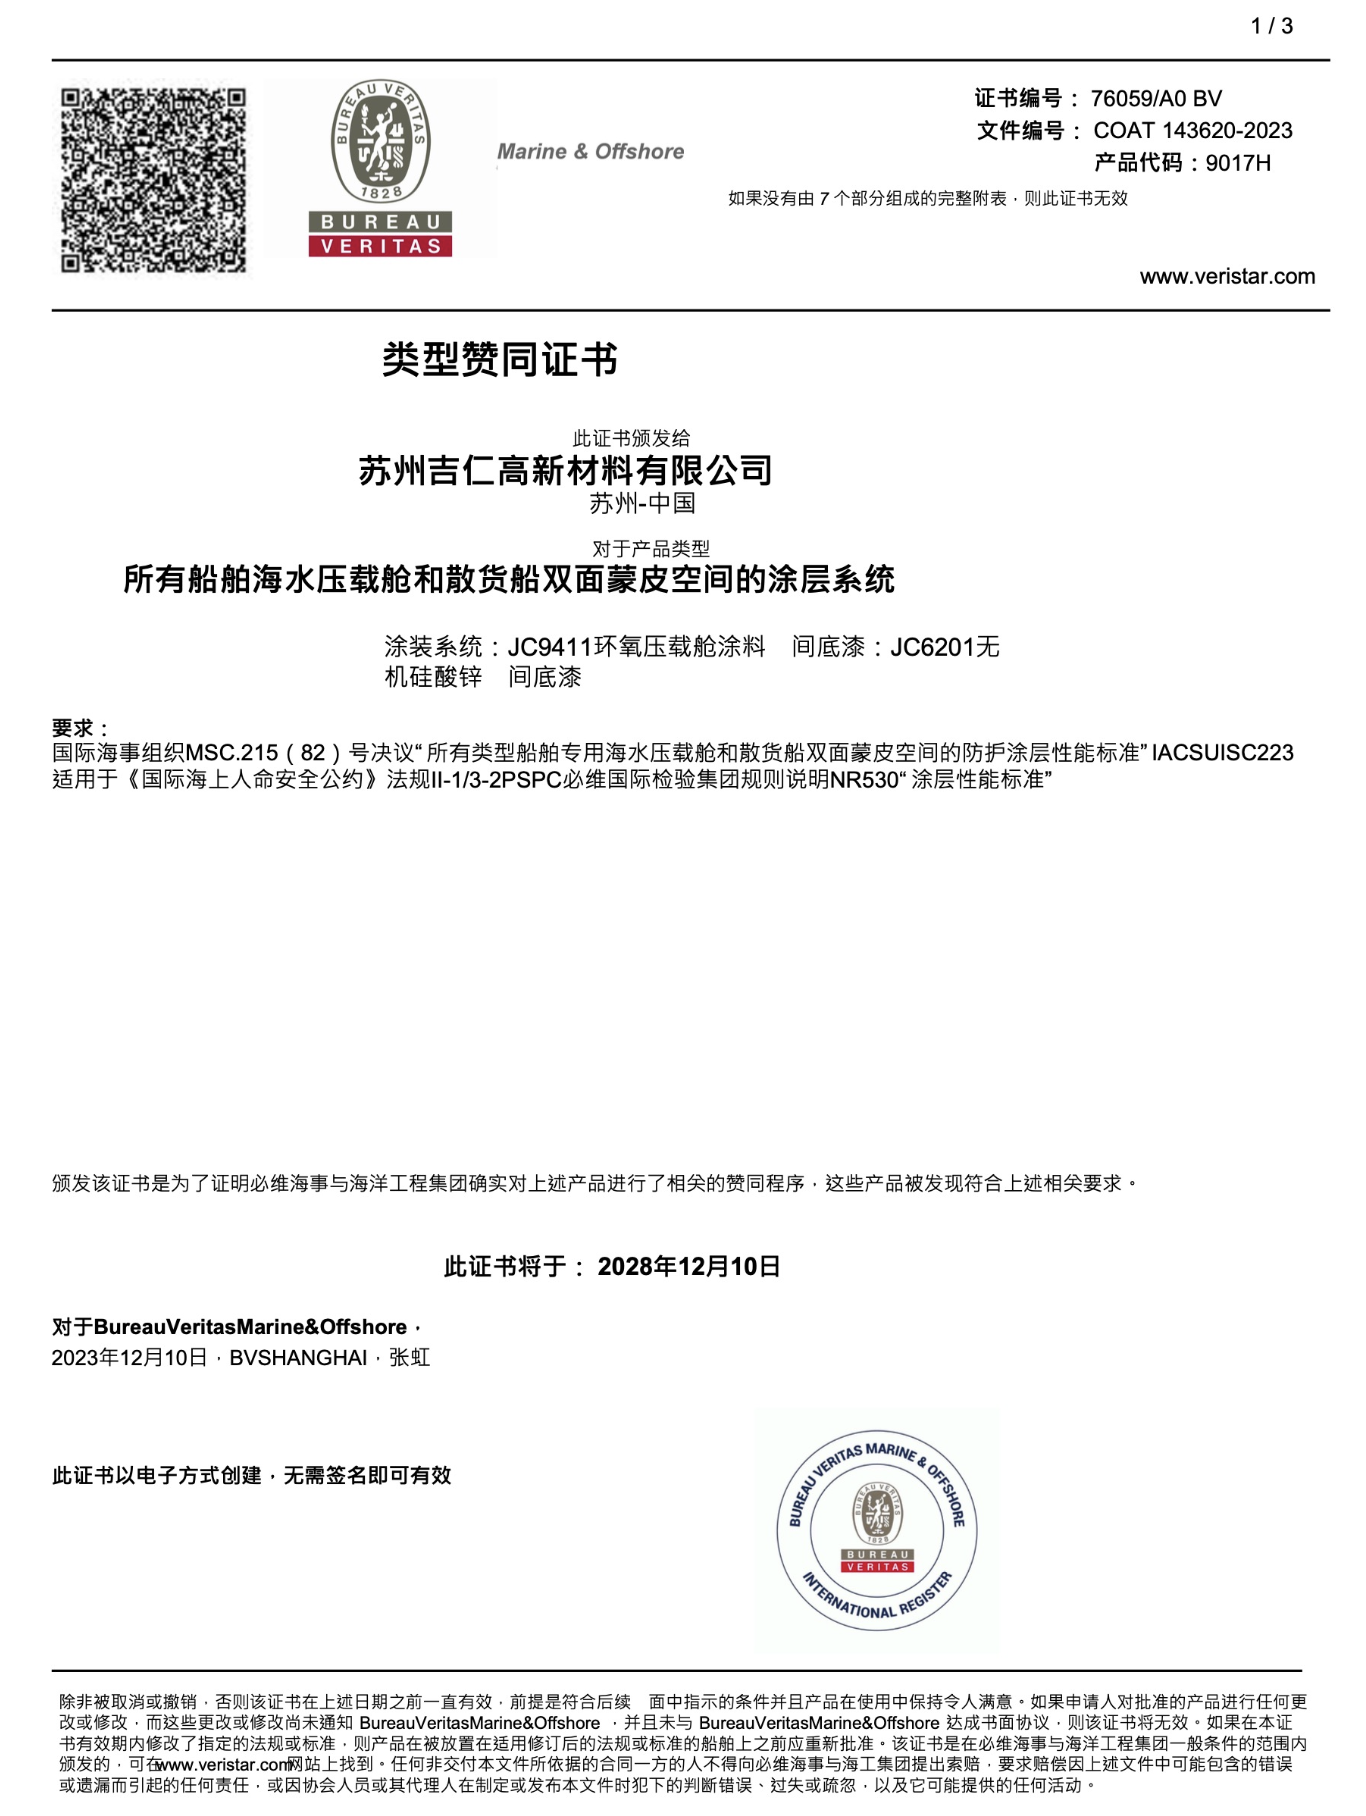 1 / 3
BUREAU VERITAS
1828
BUREAU
VERITAS
Marine & Offshore
证书编号： 76059/A0 BV
文件编号： COAT 143620-2023
产品代码：9017H
如果没有由 7 个部分组成的完整附表，则此证书无效
www.veristar.com
类型赞同证书
此证书颁发给
苏州吉仁高新材料有限公司
苏州-中国
对于产品类型
所有船舶海水压载舱和散货船双面蒙皮空间的涂层系统
涂装系统：JC9411环氧压载舱涂料　间底漆：JC6201无
机硅酸锌　间底漆
要求：
国际海事组织MSC.215（82）号决议“所有类型船舶专用海水压载舱和散货船双面蒙皮空间的防护涂层性能标准” IACSUISC223
适用于《国际海上人命安全公约》法规II-1/3-2PSPC必维国际检验集团规则说明NR530“涂层性能标准”
颁发该证书是为了证明必维海事与海洋工程集团确实对上述产品进行了相关的赞同程序，这些产品被发现符合上述相关要求。
此证书将于： 2028年12月10日
对于BureauVeritasMarine&Offshore，
2023年12月10日，BVSHANGHAI，张虹
此证书以电子方式创建，无需签名即可有效
BUREAU VERITAS MARINE & OFFSHORE
BUREAU VERITAS
1828
BUREAU
VERITAS
INTERNATIONAL REGISTER
除非被取消或撤销，否则该证书在上述日期之前一直有效，前提是符合后续　面中指示的条件并且产品在使用中保持令人满意。如果申请人对批准的产品进行任何更
改或修改，而这些更改或修改尚未通知 BureauVeritasMarine&Offshore ，并且未与 BureauVeritasMarine&Offshore 达成书面协议，则该证书将无效。如果在本证
书有效期内修改了指定的法规或标准，则产品在被放置在适用修订后的法规或标准的船舶上之前应重新批准。该证书是在必维海事与海洋工程集团一般条件的范围内
颁发的，可在www.veristar.com网站上找到。任何非交付本文件所依据的合同一方的人不得向必维海事与海工集团提出索赔，要求赔偿因上述文件中可能包含的错误
或遗漏而引起的任何责任，或因协会人员或其代理人在制定或发布本文件时犯下的判断错误、过失或疏忽，以及它可能提供的任何活动。